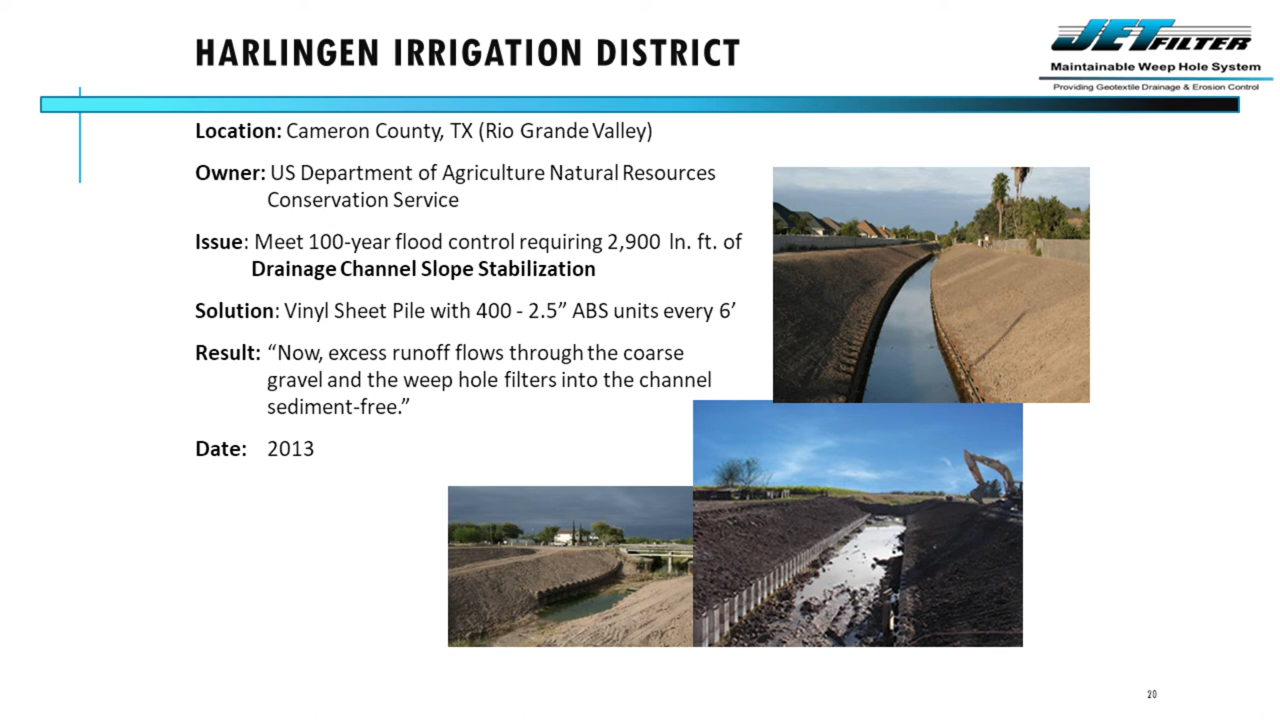 HARLINGEN IRRIGATION DISTRICT
JET FILTER
Maintainable Weep Hole System
Providing Geotextile Drainage & Erosion Control
Location: Cameron County, TX (Rio Grande Valley)
Owner: US Department of Agriculture Natural Resources
Conservation Service
Issue: Meet 100-year flood control requiring 2,900 ln. ft. of
Drainage Channel Slope Stabilization
Solution: Vinyl Sheet Pile with 400 - 2.5” ABS units every 6’
Result: “Now, excess runoff flows through the coarse
gravel and the weep hole filters into the channel
sediment-free.”
Date: 2013
20